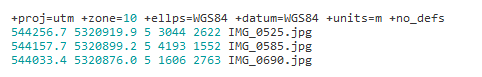 +proj=utm +zone=10 +ellps=WGS84 +datum=WGS84 +units=m +no_defs
544256.7 5320919.9 5 3044 2622 IMG_0525.jpg
544157.7 5320899.2 5 4193 1552 IMG_0585.jpg
544033.4 5320876.0 5 1606 2763 IMG_0690.jpg